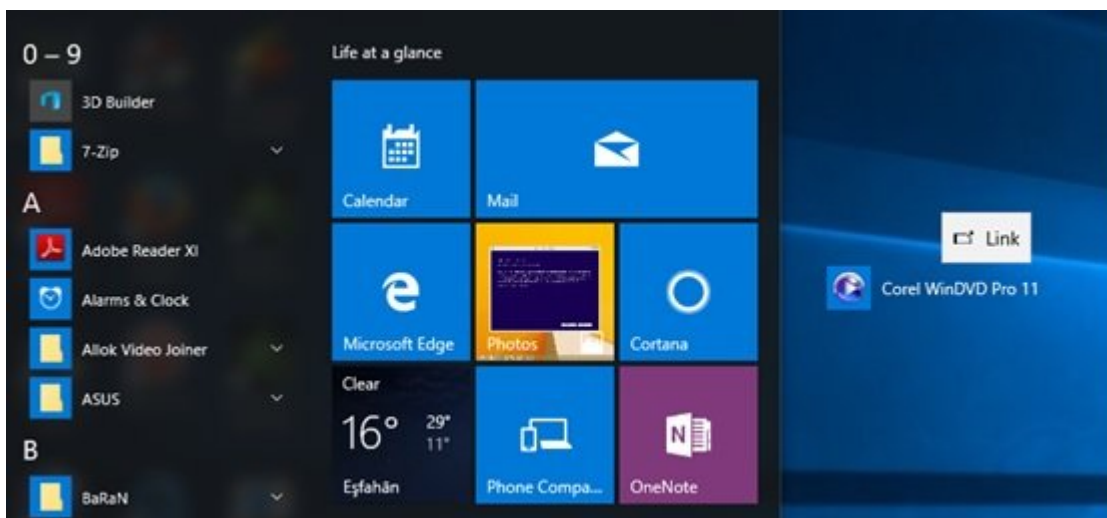 0 – 9
3D Builder
7-Zip
A
Adobe Reader XI
Alarms & Clock
Allok Video Joiner
ASUS
B
BaRaN
Life at a glance
Calendar
Mail
Microsoft Edge
Photos
Cortana
Clear
16° 29°
11°
Eşfahān
Phone Compa...
OneNote
Link
Corel WinDVD Pro 11